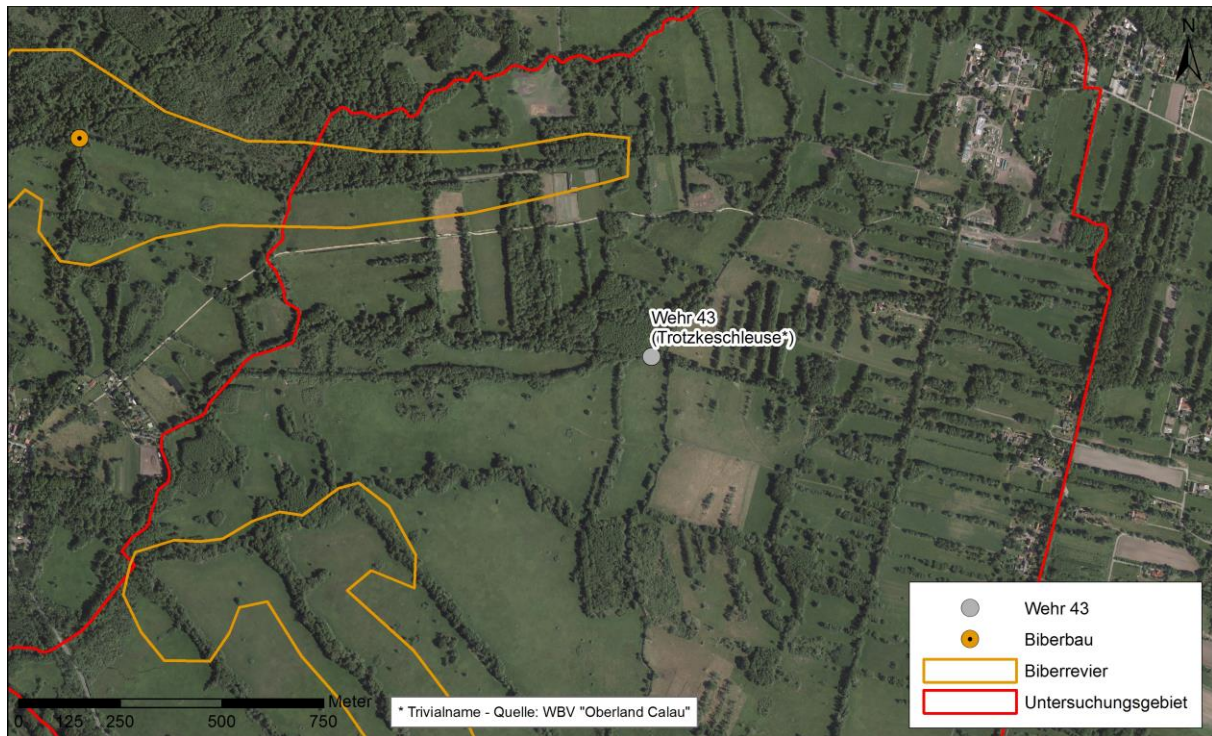 N
Wehr 43
(Trotzkeschleuse*)
Wehr 43
Biberbau
Biberrevier
Untersuchungsgebiet
Meter
0 125 250 500 750
* Trivialname - Quelle: WBV "Oberland Calau"